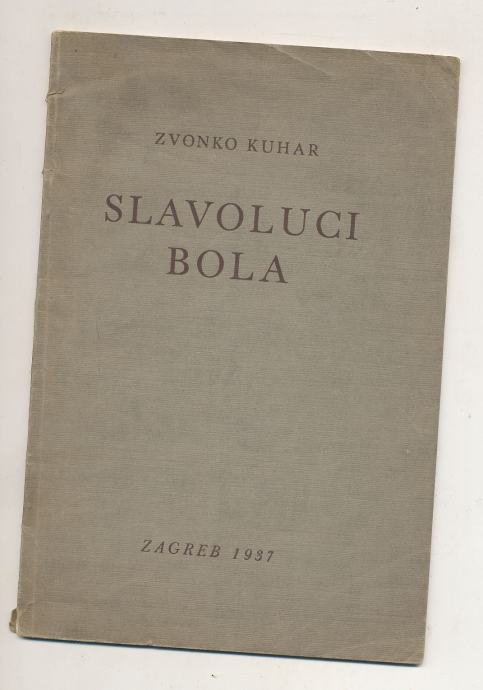 ZVONKO KUHAR
SLAVOLUCI
BOLA
ZAGREB 1937